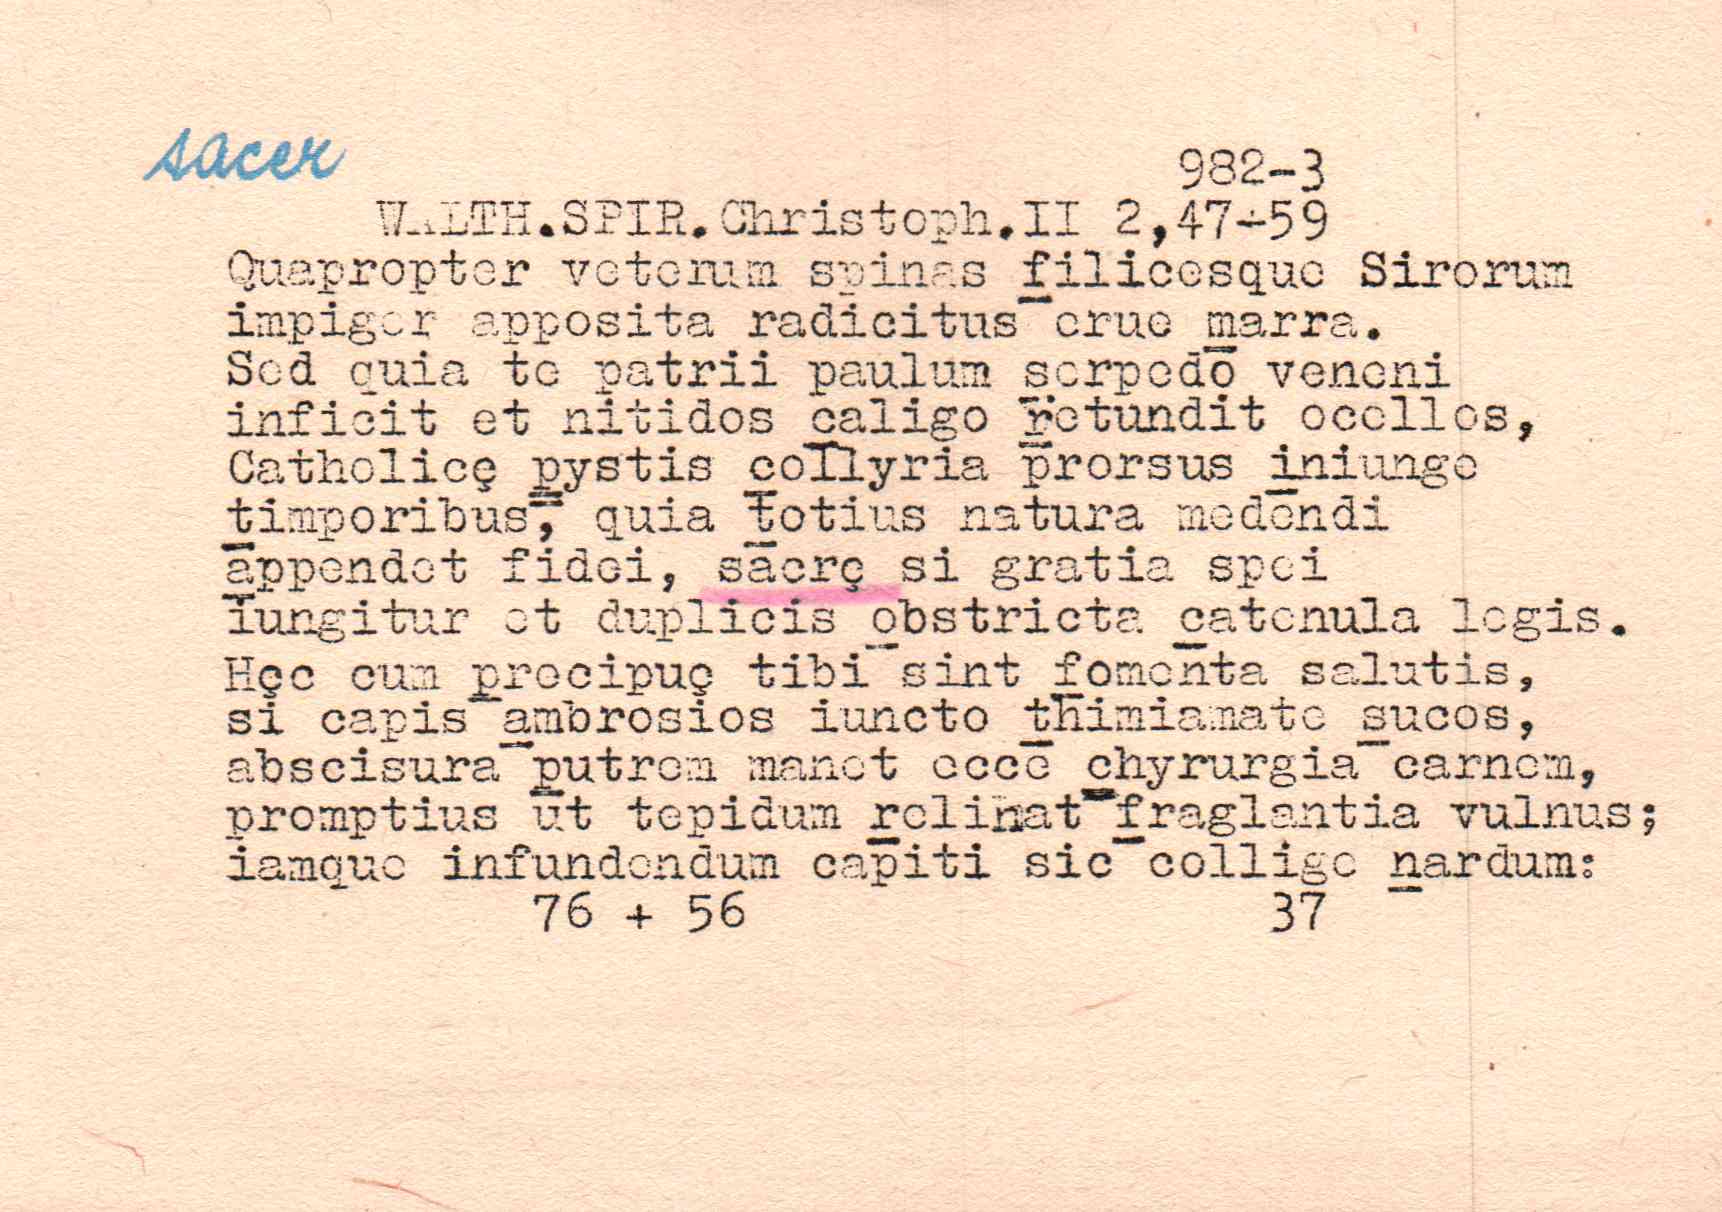 sacer
982-3
WALTH.SPIR.Christoph.II 2,47-59
Quapropter veterum spinas filicesque Sirorum
impiger apposita radicitus erue marra.
Sed quia te patrii paulum serpedo veneni
inficit et nitidos caligo retundit ocellos,
Catholicę pystis collyria prorsus iniunge
timporibus, quia totius natura medendi
appendet fidei, sacrę si gratia spei
iungitur et duplicis obstricta catenula legis.
Hęc cum precipuę tibi sint fomenta salutis,
si capis ambrosios iuncto thimiamate sucos,
abscisura putrem manet ecce chyrurgia carnem,
promptius ut tepidum relinat fraglantia vulnus;
iamque infundendum capiti sic collige nardum:
76 + 56 37